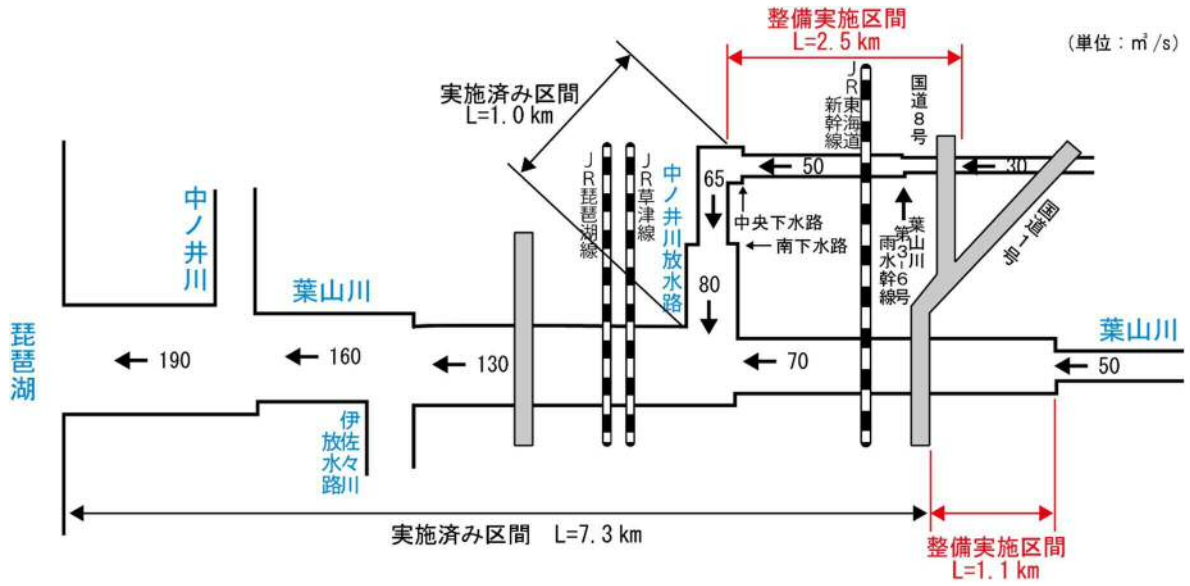 整備実施区間
L=2.5 km
(単位：㎥/s)
実施済み区間
L=1.0 km
JR東海道
新幹線
国道8号
JR琵琶湖線
JR草津線
中ノ井川放水路
65
50
30
中央下水路
南下水路
葉山川
第3-6号
雨水幹線
国道1号
中ノ井川
葉山川
80
葉山川
琵琶湖
190
160
130
70
50
伊佐々川
放水路
実施済み区間 L=7.3 km
整備実施区間
L=1.1 km